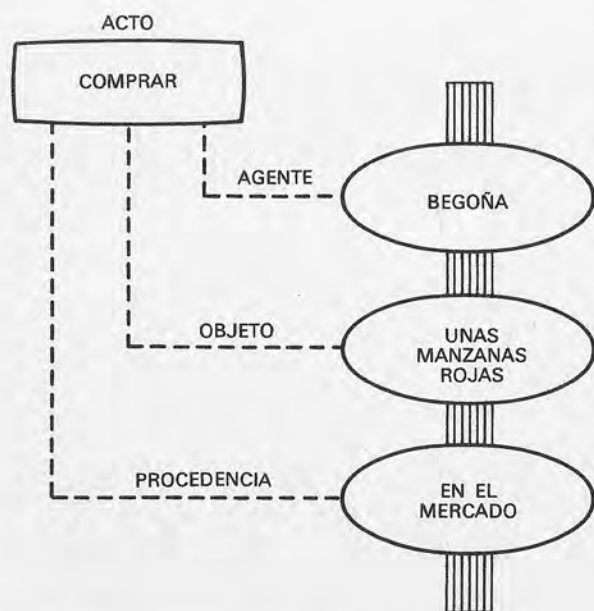 ACTO
COMPRAR
AGENTE
BEGOÑA
OBJETO
UNAS
MANZANAS
ROJAS
PROCEDENCIA
EN EL
MERCADO